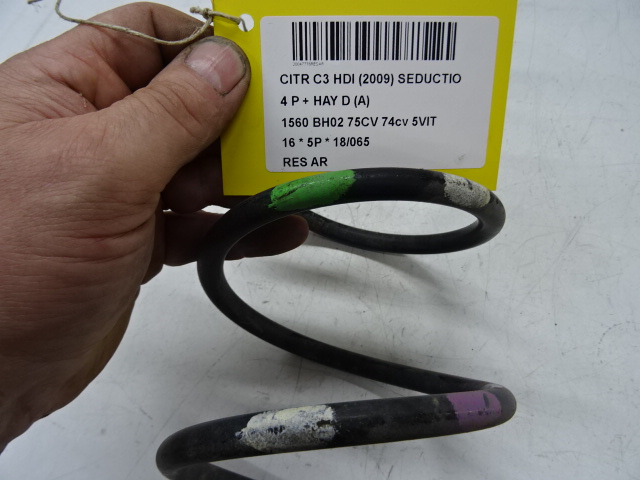 CITR C3 HDI (2009) SEDUCTIO
4 P + HAY D (A)
1560 BH02 75CV 74cv 5VIT
16 * 5P * 18/065
RES AR